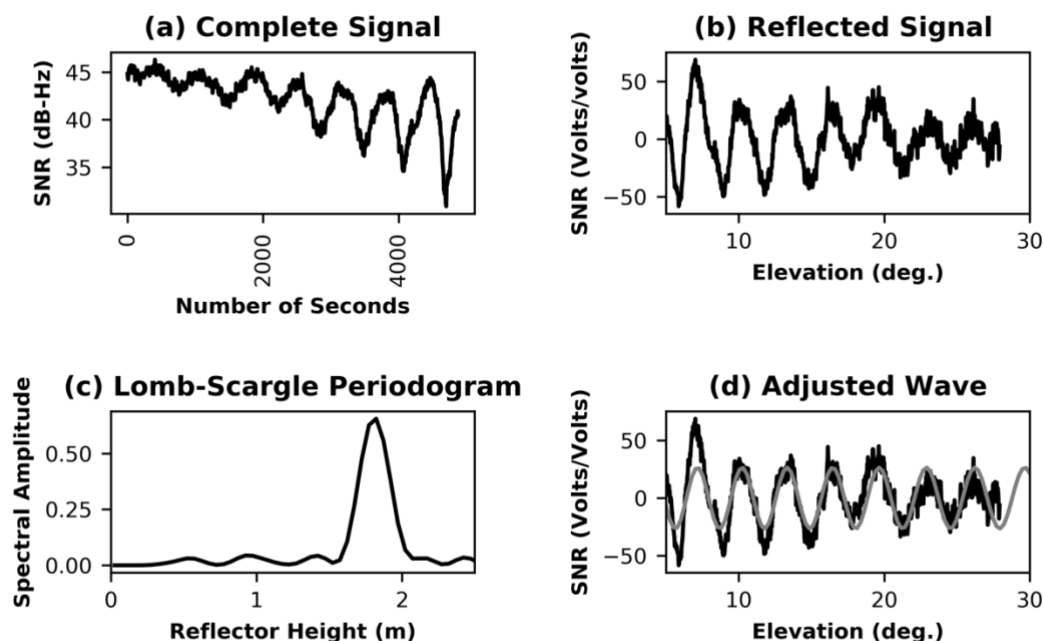 (a) Complete Signal
SNR (dB-Hz)
45
40
35
0
2000
4000
Number of Seconds
(b) Reflected Signal
SNR (Volts/volts)
50
0
−50
10
20
30
Elevation (deg.)
(c) Lomb-Scargle Periodogram
Spectral Amplitude
0.50
0.25
0.00
0
1
2
Reflector Height (m)
(d) Adjusted Wave
SNR (Volts/Volts)
50
0
−50
10
20
30
Elevation (deg.)